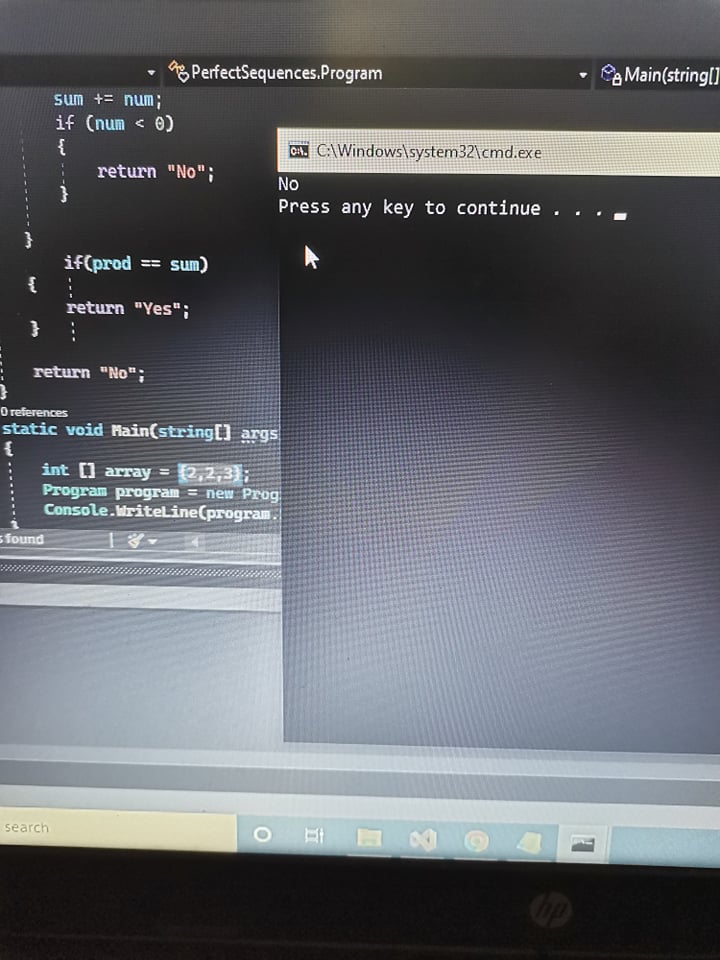 PerfectSequences.Program
Main(string[]
sum += num;
if (num < 0)
{
return "No";
}
}
if(prod == sum)
{
return "Yes";
}
return "No";
}
0 references
static void Main(string[] args
{
int [] array = {2,2,3};
Program program = new Prog
Console.WriteLine(program.
s found
C:\Windows\system32\cmd.exe
No
Press any key to continue . . .
search
hp